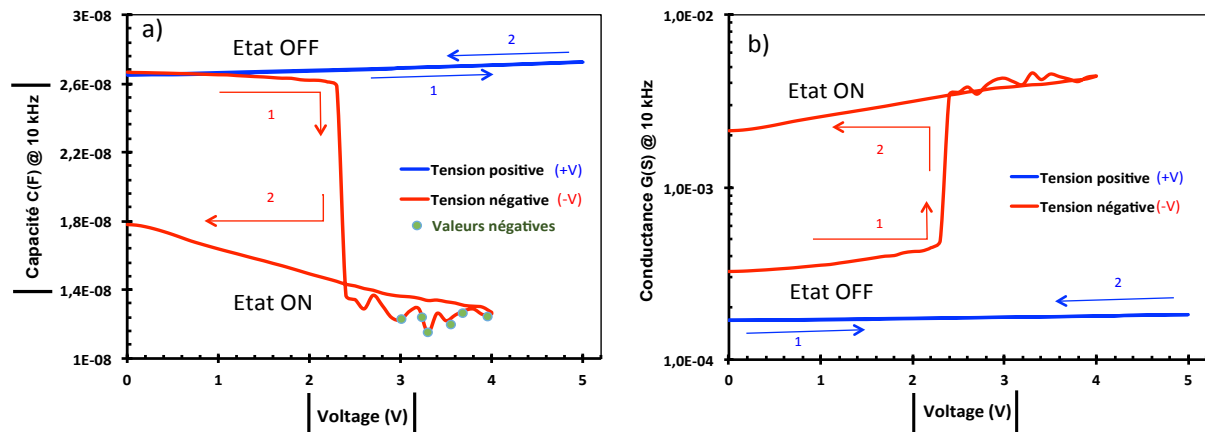 a)
3E-08
2,6E-08
2,2E-08
1,8E-08
1,4E-08
1E-08
Capacité C(F) @ 10 kHz
Etat OFF
2
1
1
2
Tension positive (+V)
Tension négative (-V)
Valeurs négatives
Etat ON
0 1 2 3 4 5
Voltage (V)
b)
1,0E-02
1,0E-03
1,0E-04
Conductance G(S) @ 10 kHz
Etat ON
2
1
Tension positive (+V)
Tension négative (-V)
Etat OFF
2
1
0 1 2 3 4 5
Voltage (V)